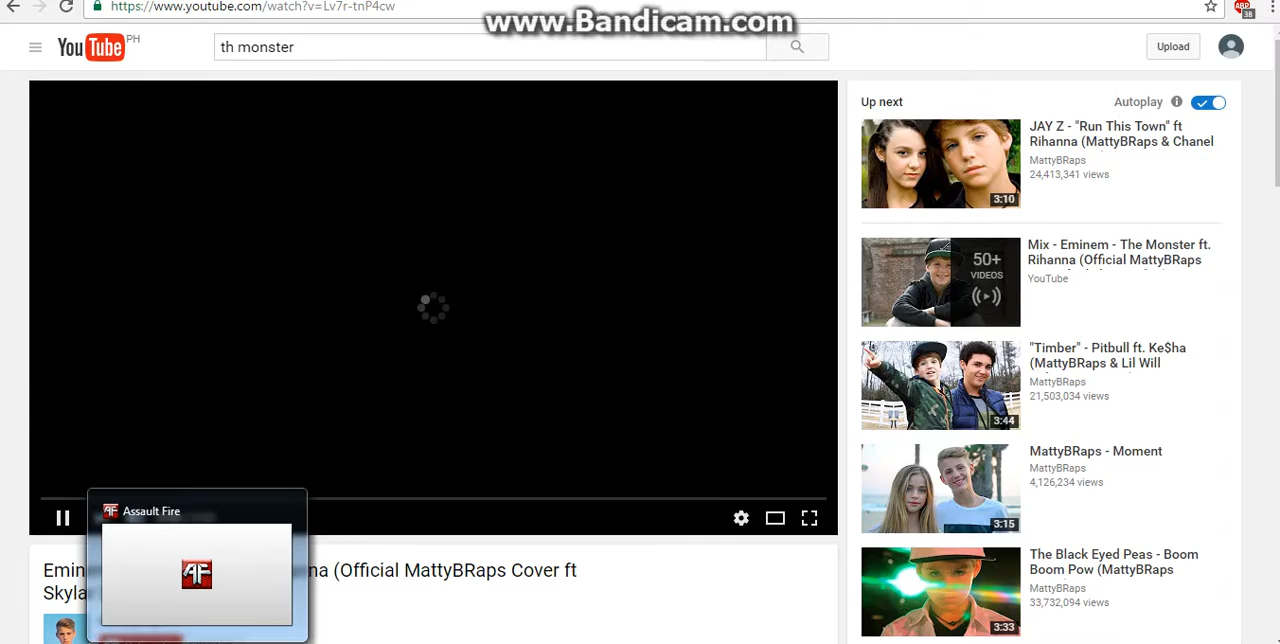 https://www.youtube.com/watch?v=Lv7r-tnP4cw
www.Bandicam.com
ABP
38
YouTube PH
th monster
Upload
Up next
Autoplay
JAY Z - "Run This Town" ft
Rihanna (MattyBRaps & Chanel
MattyBRaps
24,413,341 views
3:10
Mix - Eminem - The Monster ft.
Rihanna (Official MattyBRaps
YouTube
50+
VIDEOS
"Timber" - Pitbull ft. Ke$ha
(MattyBRaps & Lil Will
MattyBRaps
21,503,034 views
3:44
MattyBRaps - Moment
MattyBRaps
4,126,234 views
3:15
The Black Eyed Peas - Boom
Boom Pow (MattyBRaps
MattyBRaps
33,732,094 views
3:33
Assault Fire
AF
Emin
na (Official MattyBRaps Cover ft
Skyla